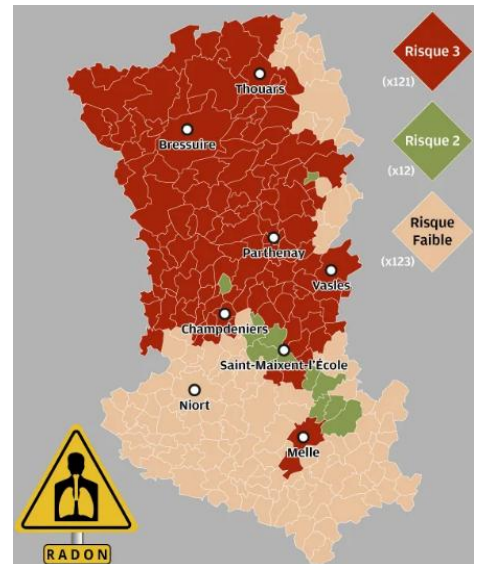 Risque 3
(x121)
Thouars
Bressuire
Risque 2
(x12)
Risque
Faible
(x123)
Parthenay
Vasles
Champdeniers
Saint-Maixent-l'École
Niort
Melle
RADON